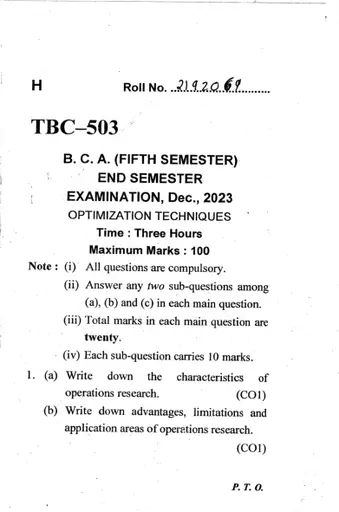 H Roll No. ..2192069..........
TBC–503
B. C. A. (FIFTH SEMESTER)
END SEMESTER
EXAMINATION, Dec., 2023
OPTIMIZATION TECHNIQUES
Time : Three Hours
Maximum Marks : 100
Note : (i) All questions are compulsory.
(ii) Answer any two sub-questions among
(a), (b) and (c) in each main question.
(iii) Total marks in each main question are
twenty.
(iv) Each sub-question carries 10 marks.
1. (a) Write down the characteristics of
operations research. (CO1)
(b) Write down advantages, limitations and
application areas of operations research.
(CO1)
P. T. O.